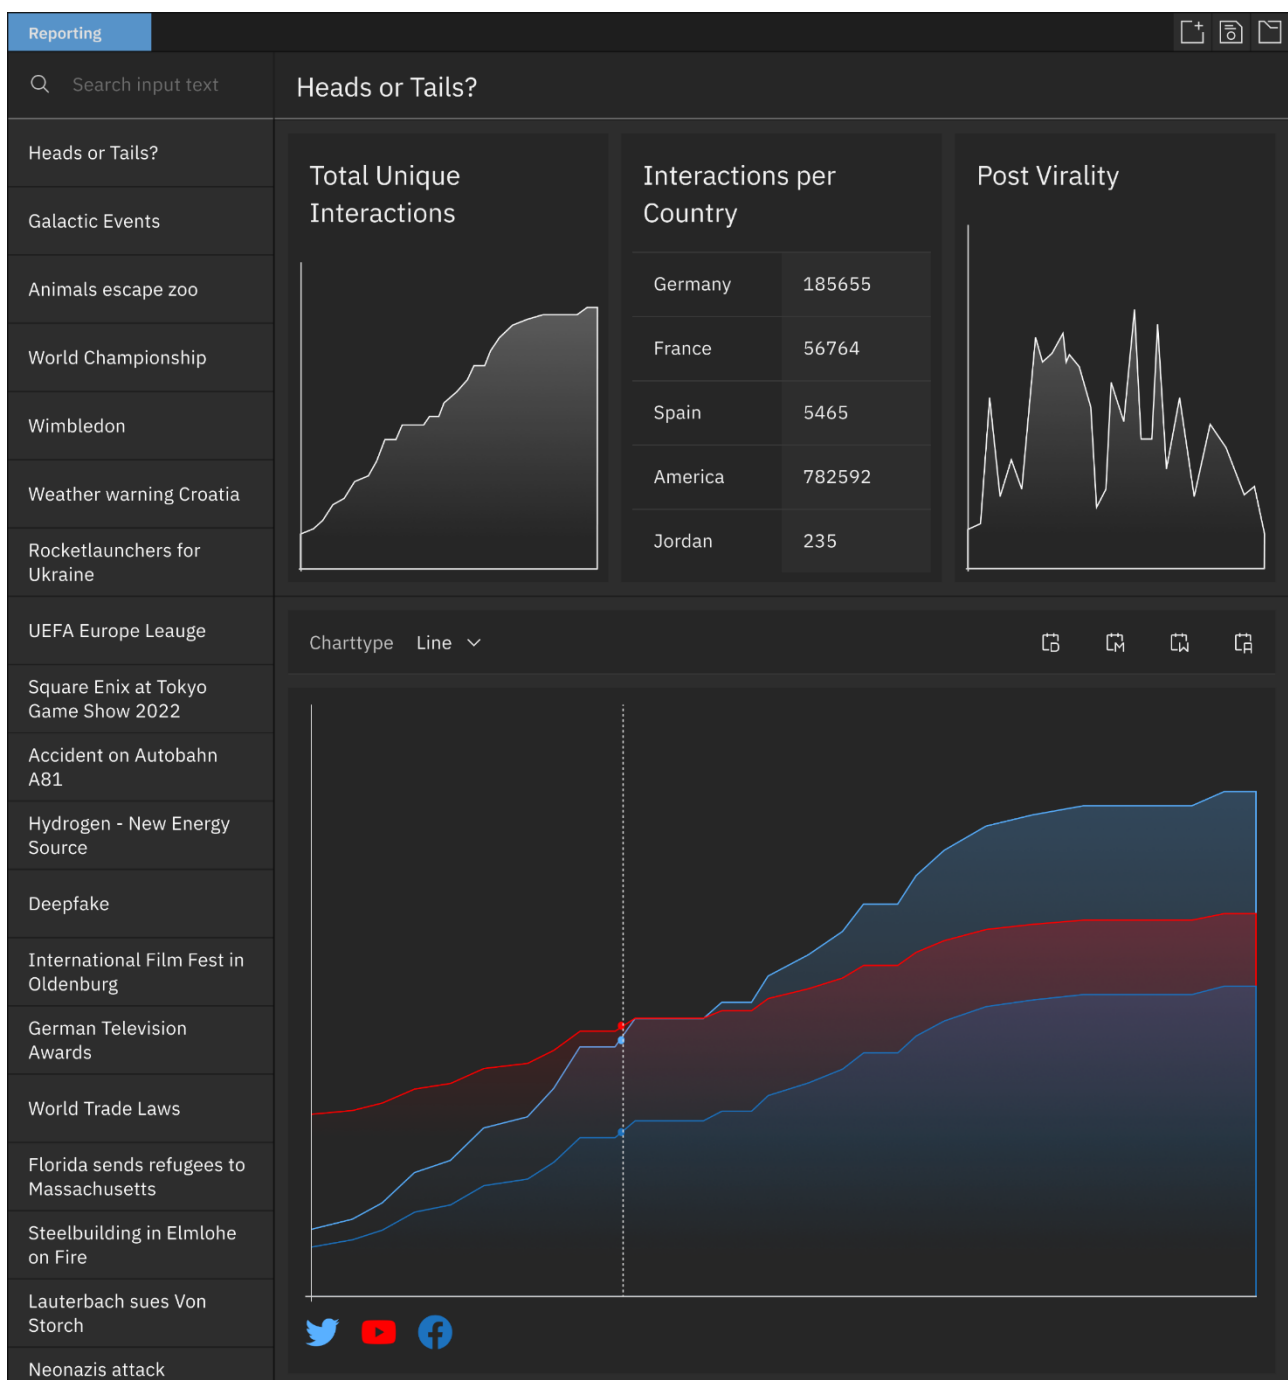 Reporting
Search input text
Heads or Tails?
Heads or Tails?
Galactic Events
Animals escape zoo
World Championship
Wimbledon
Weather warning Croatia
Rocketlaunchers for
Ukraine
UEFA Europe Leauge
Square Enix at Tokyo
Game Show 2022
Accident on Autobahn
A81
Hydrogen - New Energy
Source
Deepfake
International Film Fest in
Oldenburg
German Television
Awards
World Trade Laws
Florida sends refugees to
Massachusetts
Steelbuilding in Elmlohe
on Fire
Lauterbach sues Von
Storch
Neonazis attack
Total Unique
Interactions
Interactions per
Country
Germany 185655
France 56764
Spain 5465
America 782592
Jordan 235
Post Virality
Charttype Line
D M W A